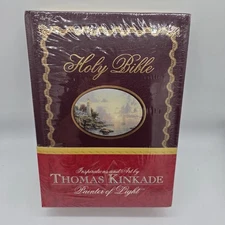 Holy Bible
Inspirations and Art by
THOMAS KINKADE
Painter of Light